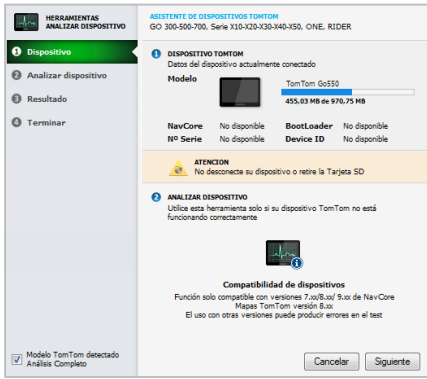 HERRAMIENTAS
ANALIZAR DISPOSITIVO
1 Dispositivo
2 Analizar dispositivo
3 Resultado
4 Terminar
Modelo TomTom detectado
Análisis Completo
ASISTENTE DE DISPOSITIVOS TOMTOM
GO 300-500-700, Serie X10-X20-X30-X40-X50, ONE, RIDER
1 DISPOSITIVO TOMTOM
Datos del dispositivo actualmente conectado
Modelo
TomTom Go550
455,03 MB de 970,75 MB
NavCore No disponible BootLoader No disponible
Nº Serie No disponible Device ID No disponible
ATENCION
No desconecte su dispositivo o retire la Tarjeta SD
2 ANALIZAR DISPOSITIVO
Utilice esta herramienta solo si su dispositivo TomTom no está
funcionando correctamente
Compatibilidad de dispositivos
Función solo compatible con versiones 7.xx/8.xx/ 9.xx de NavCore
Mapas TomTom versión 8.xx
El uso con otras versiones puede producir errores en el test
Cancelar Siguiente